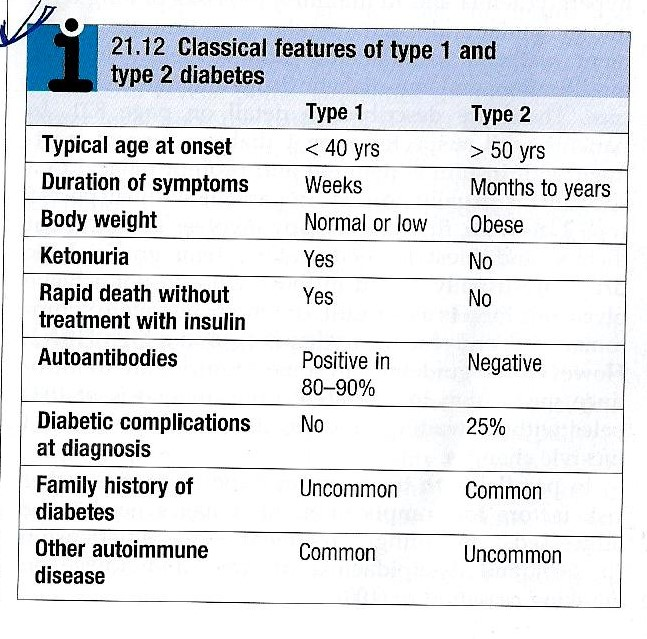 i
21.12 Classical features of type 1 and
type 2 diabetes
Type 1 Type 2
Typical age at onset < 40 yrs > 50 yrs
Duration of symptoms Weeks Months to years
Body weight Normal or low Obese
Ketonuria Yes No
Rapid death without Yes No
treatment with insulin
Autoantibodies Positive in Negative
80–90%
Diabetic complications No 25%
at diagnosis
Family history of Uncommon Common
diabetes
Other autoimmune Common Uncommon
disease